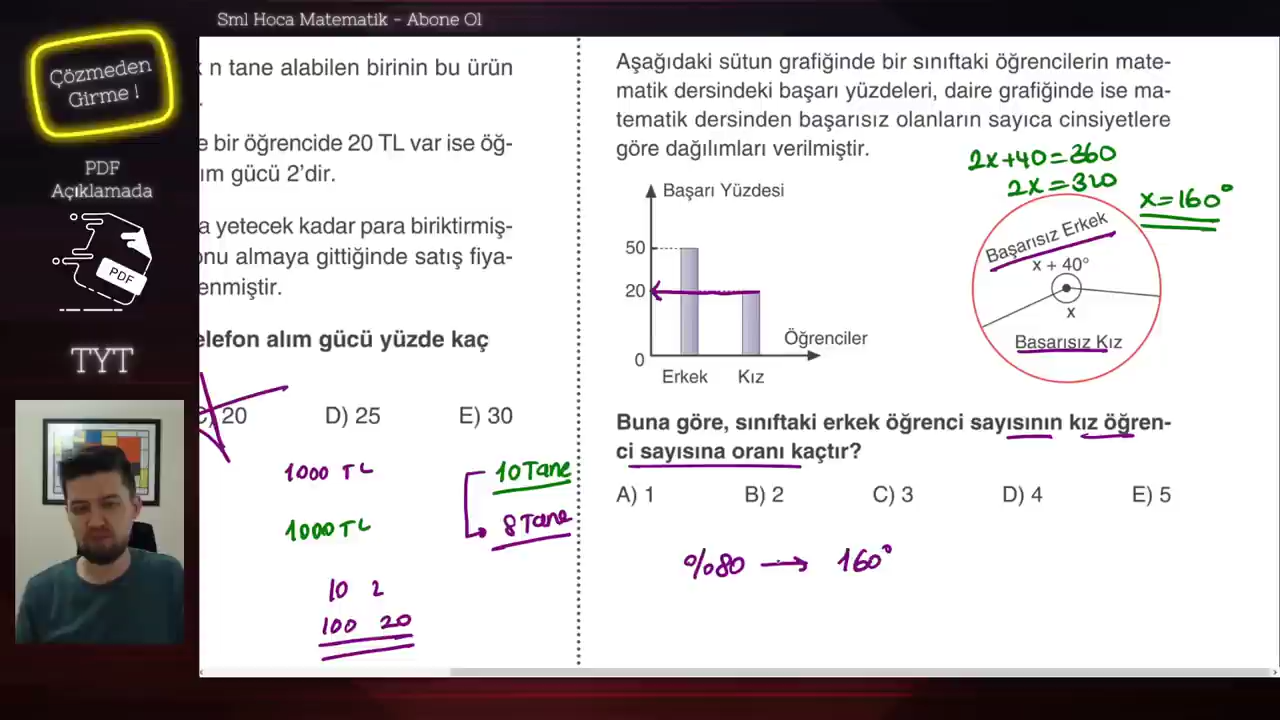 Sml Hoca Matematik - Abone Ol
Çözmeden
Girme !
PDF
Açıklamada
PDF
TYT
n tane alabilen birinin bu ürün
e bir öğrencide 20 TL var ise öğ-
ım gücü 2'dir.
a yetecek kadar para biriktirmiş-
onu almaya gittiğinde satış fiya-
enmiştir.
elefon alım gücü yüzde kaç
C) 20 D) 25 E) 30
1000 TL
10 Tane
1000 TL
8 Tane
10 2
100 20
Aşağıdaki sütun grafiğinde bir sınıftaki öğrencilerin mate-
matik dersindeki başarı yüzdeleri, daire grafiğinde ise ma-
tematik dersinden başarısız olanların sayıca cinsiyetlere
göre dağılımları verilmiştir.
2x+40=360
2x=320
x=160°
Başarı Yüzdesi
50
20
0
Erkek Kız
Öğrenciler
Başarısız Erkek
x + 40°
x
Başarısız Kız
Buna göre, sınıftaki erkek öğrenci sayısının kız öğren-
ci sayısına oranı kaçtır?
A) 1 B) 2 C) 3 D) 4 E) 5
%80 → 160°